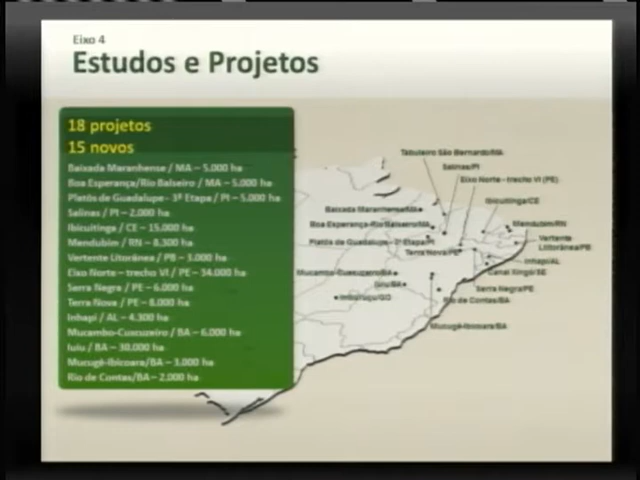 Eixo 4
Estudos e Projetos
18 projetos
15 novos
Baixada Maranhense / MA – 5.000 ha
Boa Esperança/Rio Balseiro / MA – 5.000 ha
Platôs de Guadalupe– 3ª Etapa / PI – 5.000 ha
Salinas / PI – 2.000 ha
Ibicuitinga / CE – 15.000 ha
Mendubim / RN – 8.300 ha
Vertente Litorânea / PB – 3.000 ha
Eixo Norte – trecho VI / PE – 34.000 ha
Serra Negra / PE – 6.000 ha
Terra Nova / PE – 8.000 ha
Inhapi / AL – 4.300 ha
Mucambo-Cuscuzeiro / BA – 6.000 ha
Iuiu / BA – 30.000 ha
Mucugê-Ibicoara/BA – 3.000 ha
Rio de Contas/BA – 2.000 ha
Tabuleiro São Bernardo/MA
Salinas/PI
Eixo Norte – trecho VI (PE)
Ibicuitinga/CE
Baixada Maranhense/MA
Mendubim/RN
Boa Esperança-Rio Balseiro/MA
Platôs de Guadalupe – 3ª Etapa/PI
Vertente
Litorânea/PB
Terra Nova/PE
Inhapi/AL
Mucambo-Cuscuzeiro/BA
Canal Xingó/SE
Iuiu/BA
Serra Negra/PE
Imburuçu/GO
Rio de Contas/BA
Mucugê-Ibicoara/BA